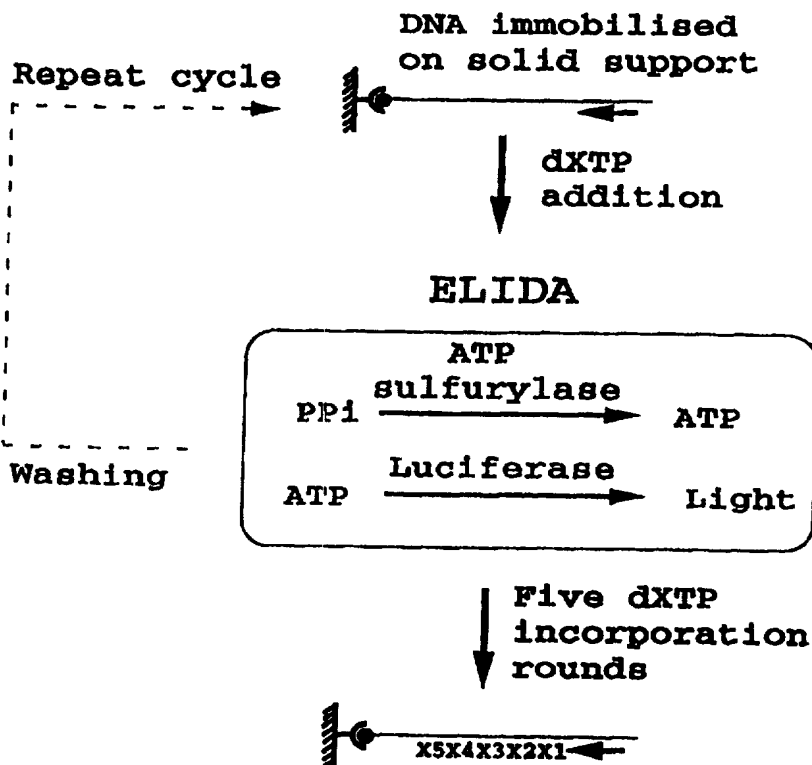 DNA immobilised
on solid support
Repeat cycle
dXTP
addition
ELIDA
ATP
sulfurylase
PPi
ATP
Washing
Luciferase
ATP
Light
Five dXTP
incorporation
rounds
X5X4X3X2X1